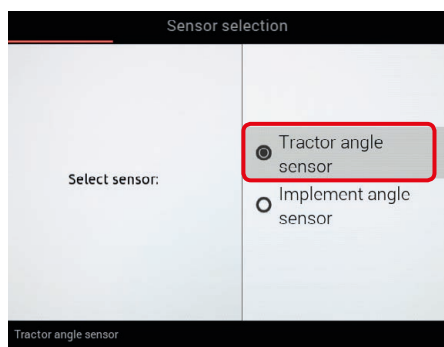 Sensor selection
Select sensor:
Tractor angle
sensor
Implement angle
sensor
Tractor angle sensor